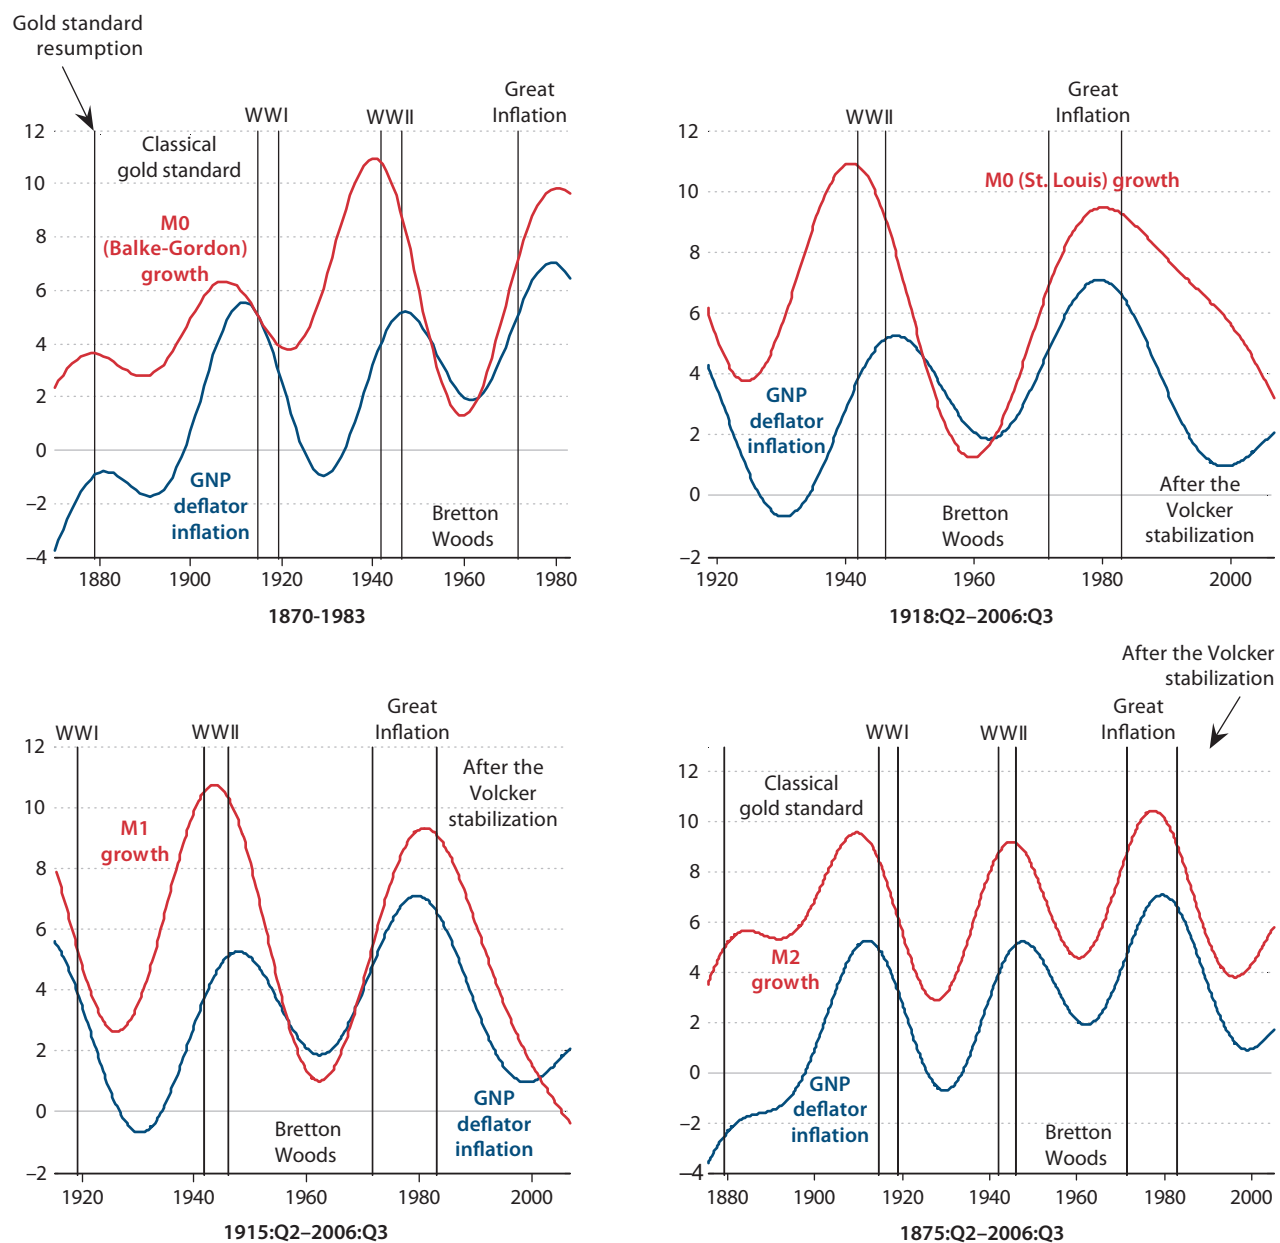 Gold standard
resumption
WWI
WWII
Great
Inflation
12
10
8
6
4
2
0
–2
–4
Classical
gold standard
M0
(Balke-Gordon)
growth
GNP
deflator
inflation
Bretton
Woods
1880 1900 1920 1940 1960 1980
1870-1983
WWII
Great
Inflation
12
10
8
6
4
2
0
–2
M0 (St. Louis) growth
GNP
deflator
inflation
Bretton
Woods
After the
Volcker
stabilization
1920 1940 1960 1980 2000
1918:Q2–2006:Q3
WWI
WWII
Great
Inflation
12
10
8
6
4
2
0
–2
After the
Volcker
stabilization
M1
growth
GNP
deflator
inflation
Bretton
Woods
1920 1940 1960 1980 2000
1915:Q2–2006:Q3
After the Volcker
stabilization
WWI
WWII
Great
Inflation
12
10
8
6
4
2
0
–2
–4
Classical
gold standard
M2
growth
GNP
deflator
inflation
Bretton
Woods
1880 1900 1920 1940 1960 1980 2000
1875:Q2–2006:Q3